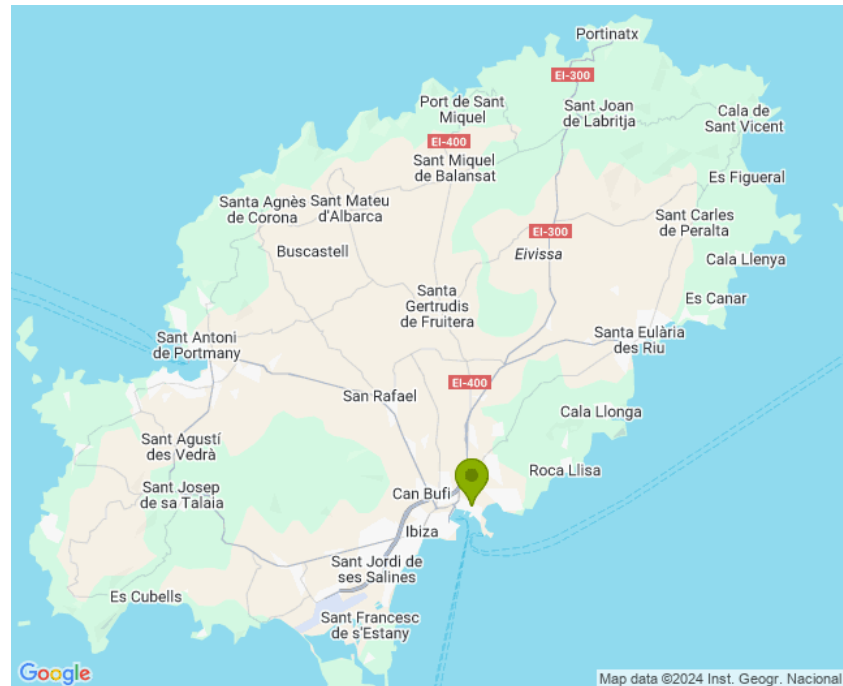 Portinatx
EI-300
Port de Sant
Miquel
Sant Joan
de Labritja
Cala de
Sant Vicent
EI-400
Sant Miquel
de Balansat
Es Figueral
Santa Agnès
de Corona
Sant Mateu
d'Albarca
Sant Carles
de Peralta
EI-300
Buscastell
Eivissa
Cala Llenya
Santa
Gertrudis
de Fruitera
Es Canar
Sant Antoni
de Portmany
Santa Eulària
des Riu
EI-400
San Rafael
Cala Llonga
Sant Agustí
des Vedrà
Roca Llisa
Sant Josep
de sa Talaia
Can Bufi
Ibiza
Sant Jordi de
ses Salines
Es Cubells
Sant Francesc
de s'Estany
Google
Map data ©2024 Inst. Geogr. Nacional